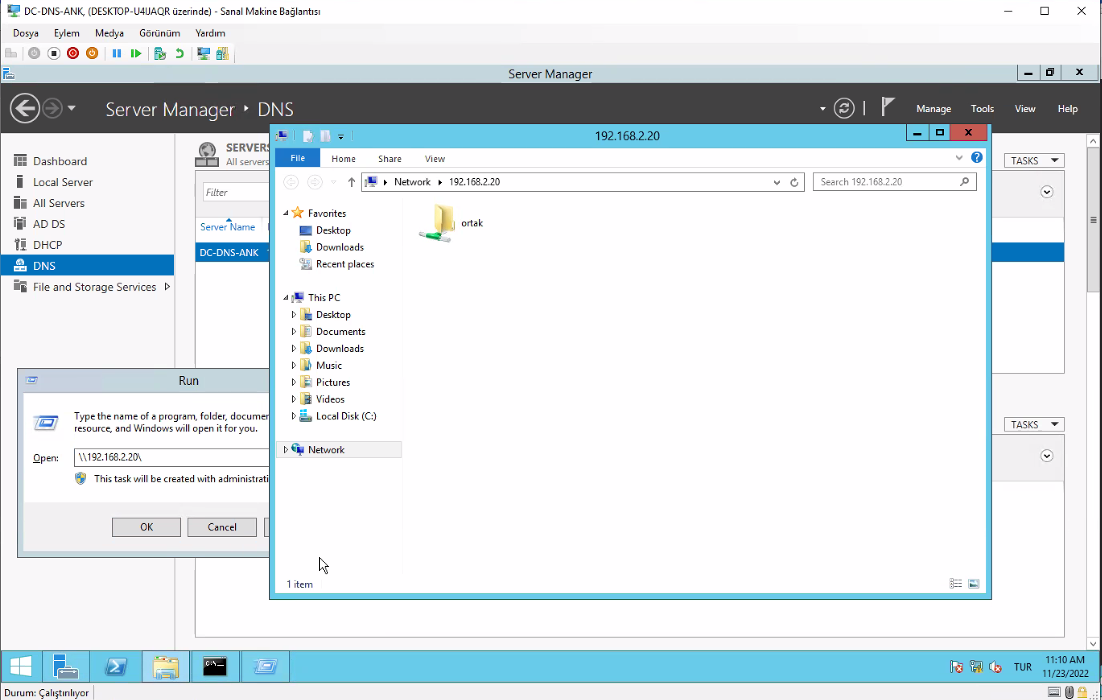 DC-DNS-ANK, (DESKTOP-U4IJAQR üzerinde) - Sanal Makine Bağlantısı
Dosya Eylem Medya Görünüm Yardım
Server Manager
Server Manager DNS
Manage Tools View Help
Dashboard
Local Server
All Servers
AD DS
DHCP
DNS
File and Storage Services
SERVERS
All servers
TASKS
Filter
Server Name
DC-DNS-ANK
TASKS
192.168.2.20
File Home Share View
Network 192.168.2.20
Search 192.168.2.20
Favorites
Desktop
Downloads
Recent places
This PC
Desktop
Documents
Downloads
Music
Pictures
Videos
Local Disk (C:)
Network
ortak
1 item
Run
Type the name of a program, folder, docume
resource, and Windows will open it for you.
Open: \\192.168.2.20\
This task will be created with administrati
OK Cancel
TUR
11:10 AM
11/23/2022
Durum: Çalıştırılıyor